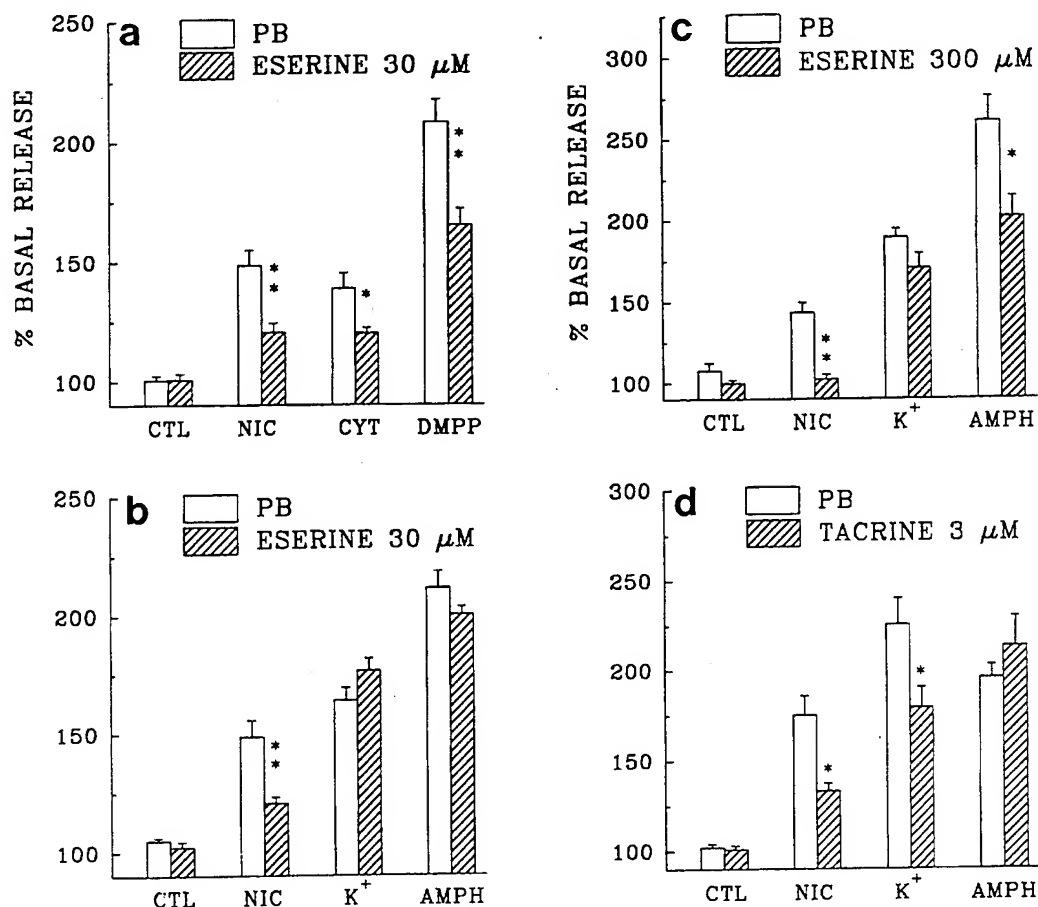 a
PB
ESERINE 30 μM
% BASAL RELEASE
250
200
150
100
**
*
**
CTL NIC CYT DMPP
c
PB
ESERINE 300 μM
% BASAL RELEASE
300
250
200
150
100
**
*
CTL NIC K+ AMPH
b
PB
ESERINE 30 μM
250
200
150
100
**
CTL NIC K+ AMPH
d
PB
TACRINE 3 μM
300
250
200
150
100
*
*
CTL NIC K+ AMPH